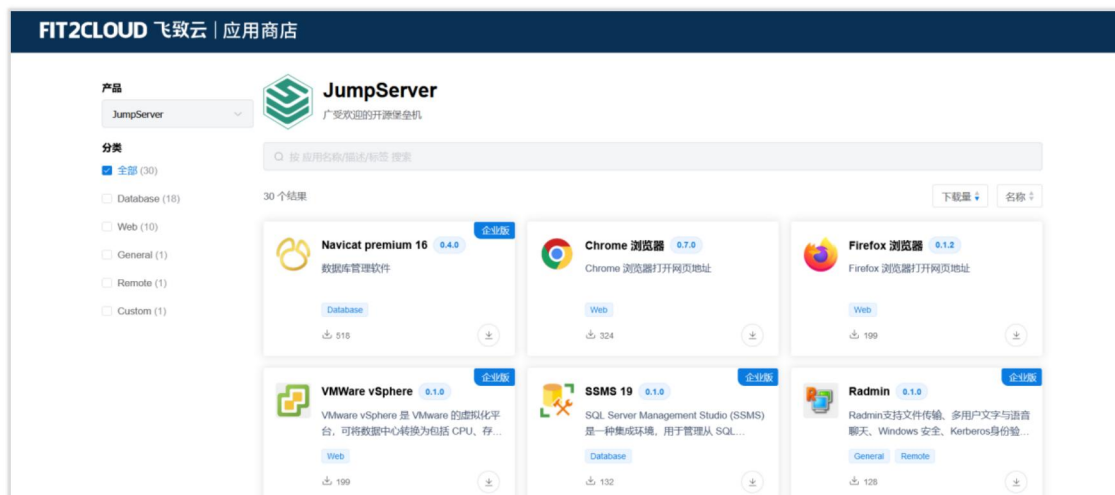 FIT2CLOUD 飞致云 | 应用商店
产品
JumpServer
分类
全部 (30)
Database (18)
Web (10)
General (1)
Remote (1)
Custom (1)
JumpServer
广受欢迎的开源堡垒机
按 应用名称/描述/标签 搜索
30 个结果
下载量
名称
企业版
Navicat premium 16 0.4.0
数据库管理软件
Database
518
Chrome 浏览器 0.7.0
Chrome 浏览器打开网页地址
Web
324
Firefox 浏览器 0.1.2
Firefox 浏览器打开网页地址
Web
199
企业版
VMWare vSphere 0.1.0
VMware vSphere 是 VMware 的虚拟化平
台，可将数据中心转换为包括 CPU、存...
Web
199
企业版
SSMS 19 0.1.0
SQL Server Management Studio (SSMS)
是一种集成环境，用于管理从 SQL...
Database
132
企业版
Radmin 0.1.0
Radmin支持文件传输、多用户文字与语音
聊天、Windows 安全、Kerberos身份验...
General Remote
128